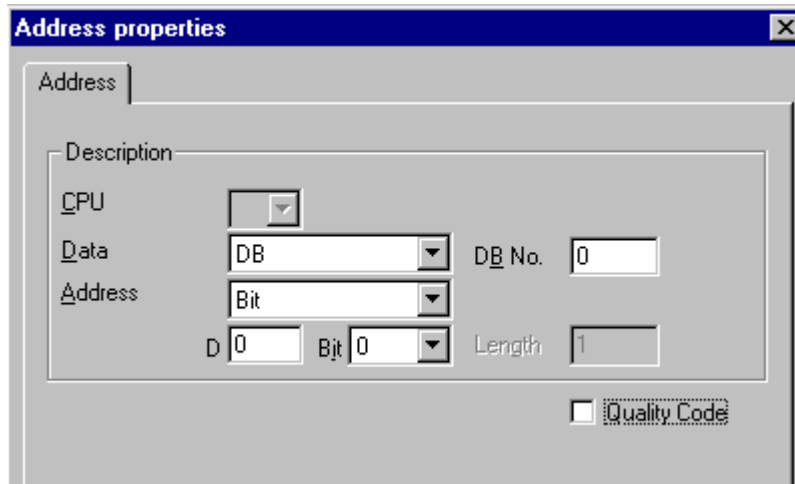 Address properties
Address
Description
CPU
Data DB DB No. 0
Address Bit
D 0 Bit 0 Length 1
Quality Code